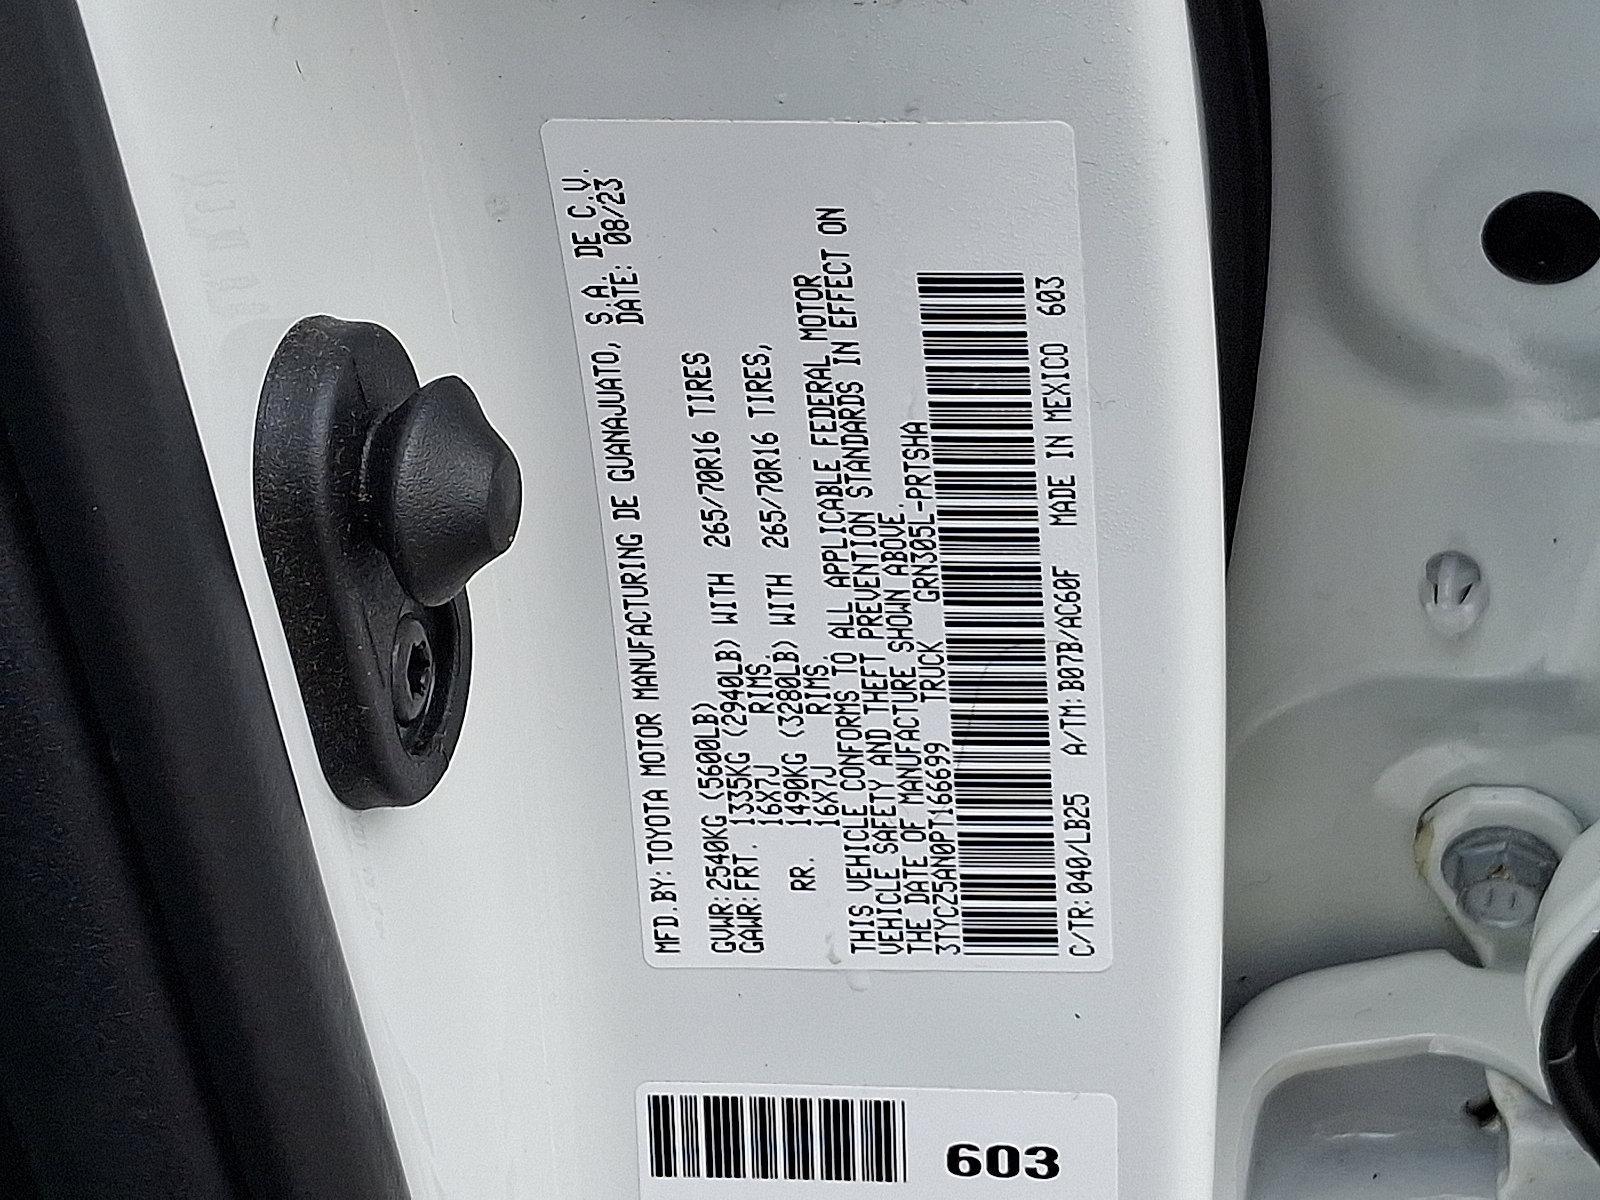 MFD.BY:TOYOTA MOTOR MANUFACTURING DE GUANAJUATO, S.A. DE C.V.
DATE: 08/23
GVWR:2540KG (5600LB)
GAWR:FRT. 1335KG (2940LB) WITH 265/70R16 TIRES
16X7J RIMS,
RR. 1490KG (3280LB) WITH 265/70R16 TIRES,
16X7J RIMS.
THIS VEHICLE CONFORMS TO ALL APPLICABLE FEDERAL MOTOR
VEHICLE SAFETY AND THEFT PREVENTION STANDARDS IN EFFECT ON
THE DATE OF MANUFACTURE SHOWN ABOVE.
3TYCZ5AN0PT166699 TRUCK GRN305L-PRTSHA
C/TR:040/LB25 A/TM:B07B/AC60F MADE IN MEXICO 603
603